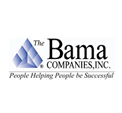 The
Bama
COMPANIES, INC.
People Helping People be Successful